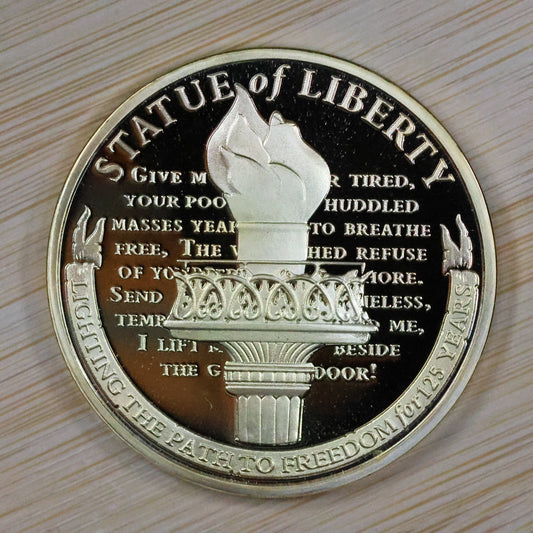 STATUE of LIBERTY
GIVE M R TIRED,
YOUR POO HUDDLED
MASSES YEA TO BREATHE
FREE, THE W HED REFUSE
OF YO MORE.
SEND ELESS,
TEMP ME,
I LIFT BESIDE
THE G DOOR!
LIGHTING THE PATH TO FREEDOM for 125 YEARS